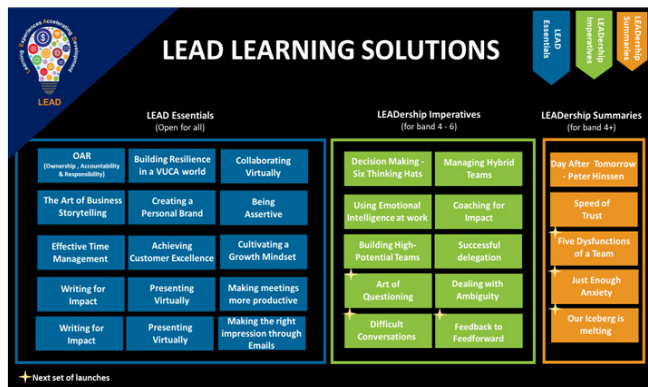 Learning Experiences Accelerating Development
LEAD
LEAD LEARNING SOLUTIONS
LEAD
Essentials
LEADership
Imperatives
LEADership
Summaries
LEAD Essentials
(Open for all)
OAR
(Ownership , Accountability
& Responsibility)
Building Resilience
in a VUCA world
Collaborating
Virtually
The Art of Business
Storytelling
Creating a
Personal Brand
Being
Assertive
Effective Time
Management
Achieving
Customer Excellence
Cultivating a
Growth Mindset
Writing for
Impact
Presenting
Virtually
Making meetings
more productive
Writing for
Impact
Presenting
Virtually
Making the right
impression through
Emails
LEADership Imperatives
(for band 4 - 6)
Decision Making -
Six Thinking Hats
Managing Hybrid
Teams
Using Emotional
Intelligence at work
Coaching for
Impact
Building High-
Potential Teams
Successful
delegation
Art of
Questioning
Dealing with
Ambiguity
Difficult
Conversations
Feedback to
Feedforward
LEADership Summaries
(for band 4+)
Day After Tomorrow
- Peter Hinssen
Speed of
Trust
Five Dysfunctions
of a Team
Just Enough
Anxiety
Our Iceberg is
melting
Next set of launches